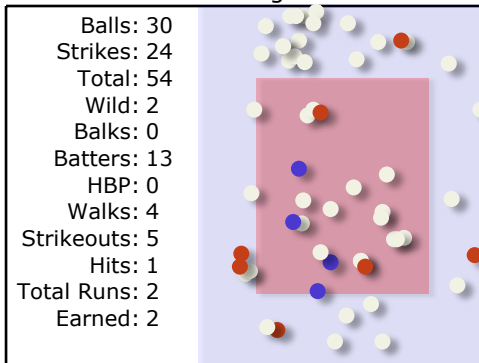 Balls: 30
Strikes: 24
Total: 54
Wild: 2
Balks: 0
Batters: 13
HBP: 0
Walks: 4
Strikeouts: 5
Hits: 1
Total Runs: 2
Earned: 2